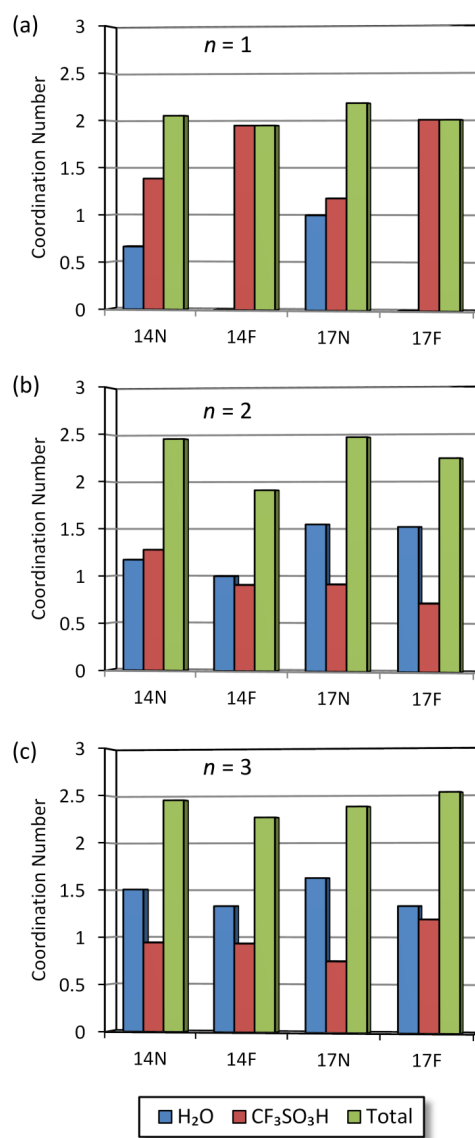 (a)
n = 1
Coordination Number
3
2.5
2
1.5
1
0.5
0
14N 14F 17N 17F
(b)
n = 2
Coordination Number
3
2.5
2
1.5
1
0.5
0
14N 14F 17N 17F
(c)
n = 3
Coordination Number
3
2.5
2
1.5
1
0.5
0
14N 14F 17N 17F
H₂O CF₃SO₃H Total